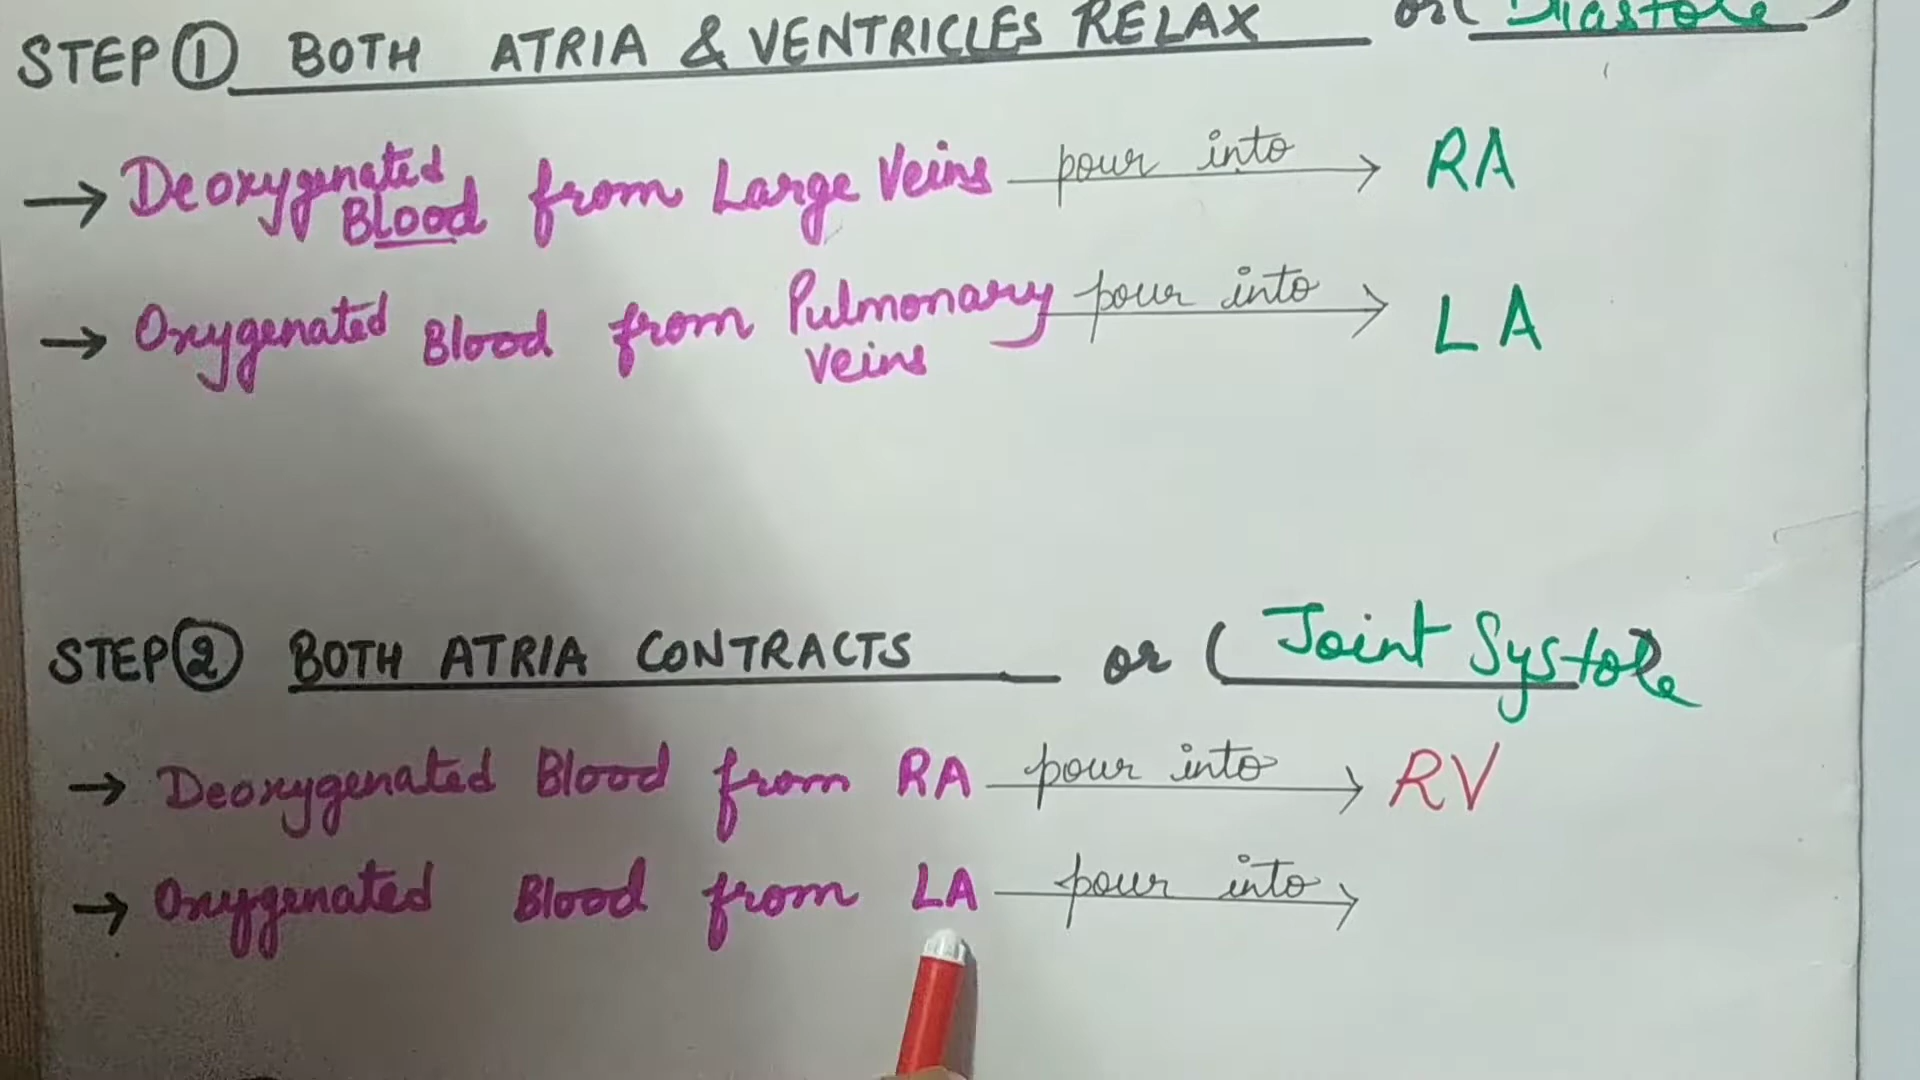 STEP ① BOTH ATRIA & VENTRICLES RELAX or ( Diastole )
→ Deoxygenated Blood from Large Veins pour into → RA
→ Oxygenated Blood from Pulmonary Veins pour into → LA
STEP ② BOTH ATRIA CONTRACTS or ( Joint Systole
→ Deoxygenated Blood from RA pour into → RV
→ Oxygenated Blood from LA pour into →